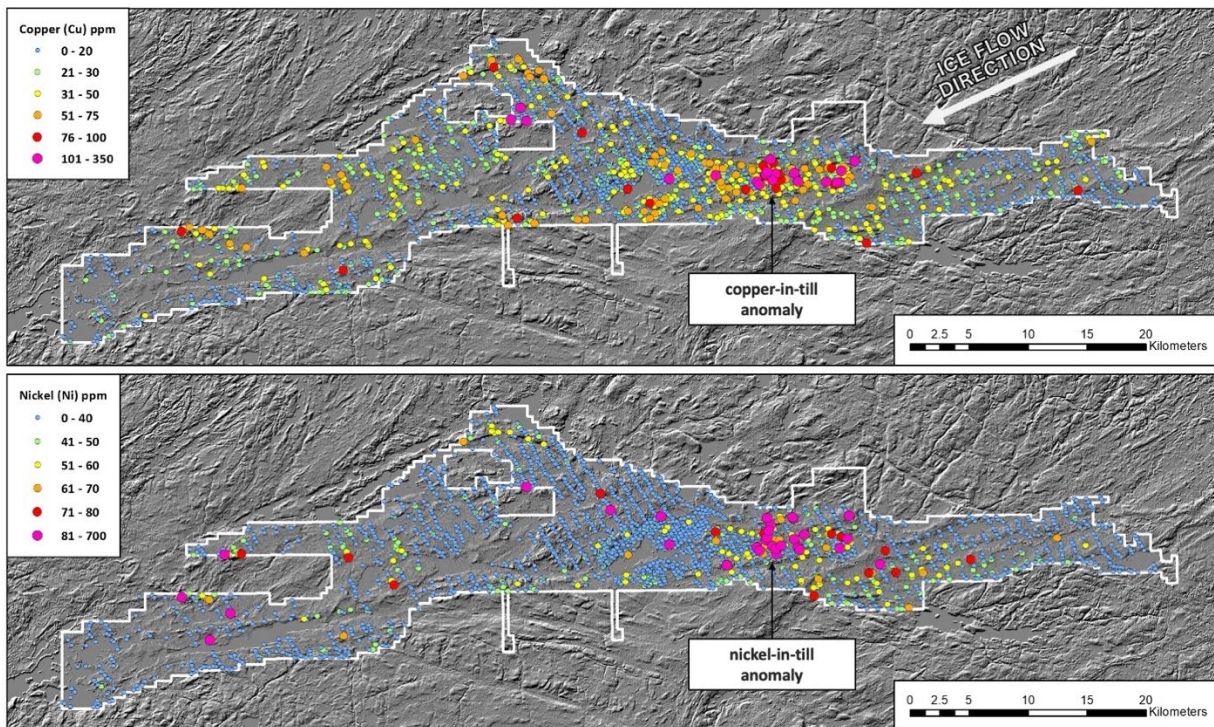 Copper (Cu) ppm
0 - 20
21 - 30
31 - 50
51 - 75
76 - 100
101 - 350
ICE FLOW
DIRECTION
copper-in-till
anomaly
0 2.5 5 10 15 20
Kilometers
Nickel (Ni) ppm
0 - 40
41 - 50
51 - 60
61 - 70
71 - 80
81 - 700
nickel-in-till
anomaly
0 2.5 5 10 15 20
Kilometers